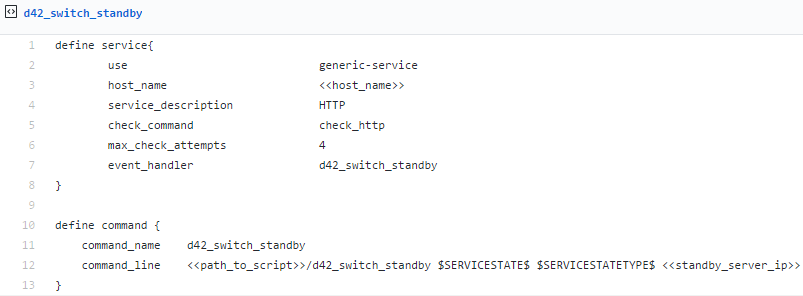 d42_switch_standby
1 define service{
2 use generic-service
3 host_name <<host_name>>
4 service_description HTTP
5 check_command check_http
6 max_check_attempts 4
7 event_handler d42_switch_standby
8 }
9
10 define command {
11 command_name d42_switch_standby
12 command_line <<path_to_script>>/d42_switch_standby $SERVICESTATE$ $SERVICESTATETYPE$ <<standby_server_ip>>
13 }